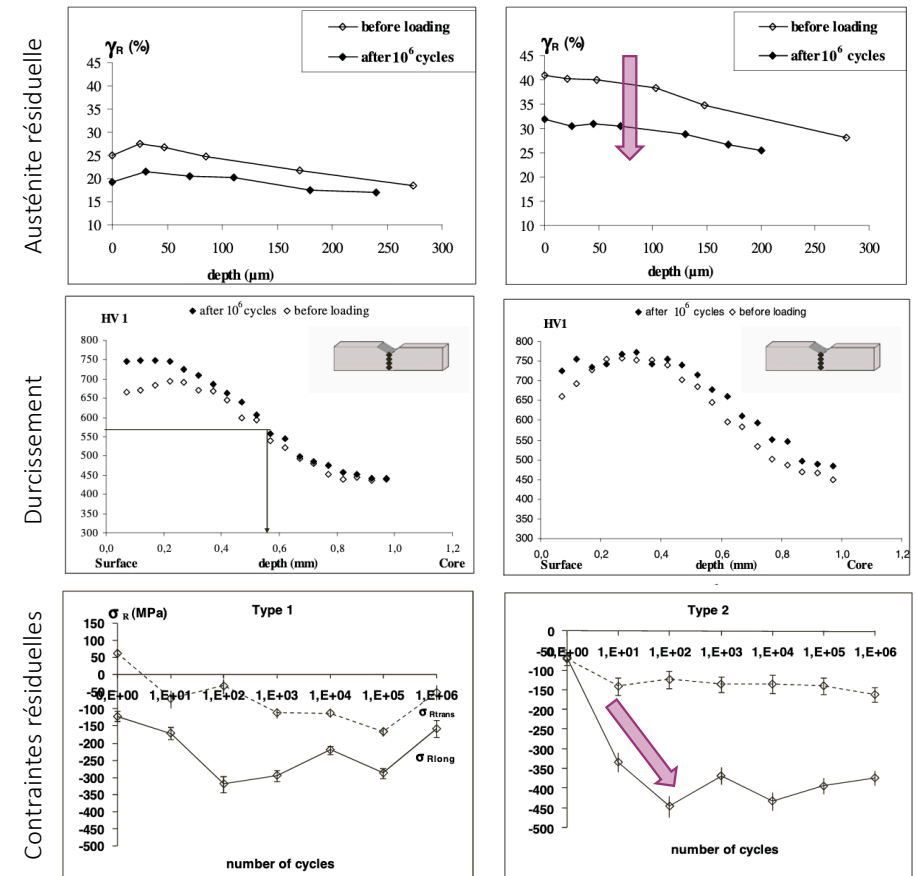 Austénite résiduelle
before loading
after 10⁶ cycles
γR (%)
45
40
35
30
25
20
15
10
0
50
100
150
200
250
300
depth (µm)
before loading
after 10⁶ cycles
γR (%)
45
40
35
30
25
20
15
10
0
50
100
150
200
250
300
depth (µm)
Durcissement
HV 1
after 10⁶ cycles
before loading
800
750
700
650
600
550
500
450
400
350
300
0,0
0,2
0,4
0,6
0,8
1,0
1,2
Surface
depth (mm)
Core
HV1
after 10⁶ cycles
before loading
800
750
700
650
600
550
500
450
400
350
300
0,0
0,2
0,4
0,6
0,8
1,0
1,2
Surface
depth (mm)
Core
Contraintes résiduelles
σR (MPa)
Type 1
150
100
50
0
-50
0,E+00
1,E+01
1,E+02
1,E+03
1,E+04
1,E+05
1,E+06
-100
-150
-200
-250
-300
-350
-400
-450
-500
σRtrans
σRlong
number of cycles
Type 2
0
-50
0,E+00
1,E+01
1,E+02
1,E+03
1,E+04
1,E+05
1,E+06
-100
-150
-200
-250
-300
-350
-400
-450
-500
number of cycles